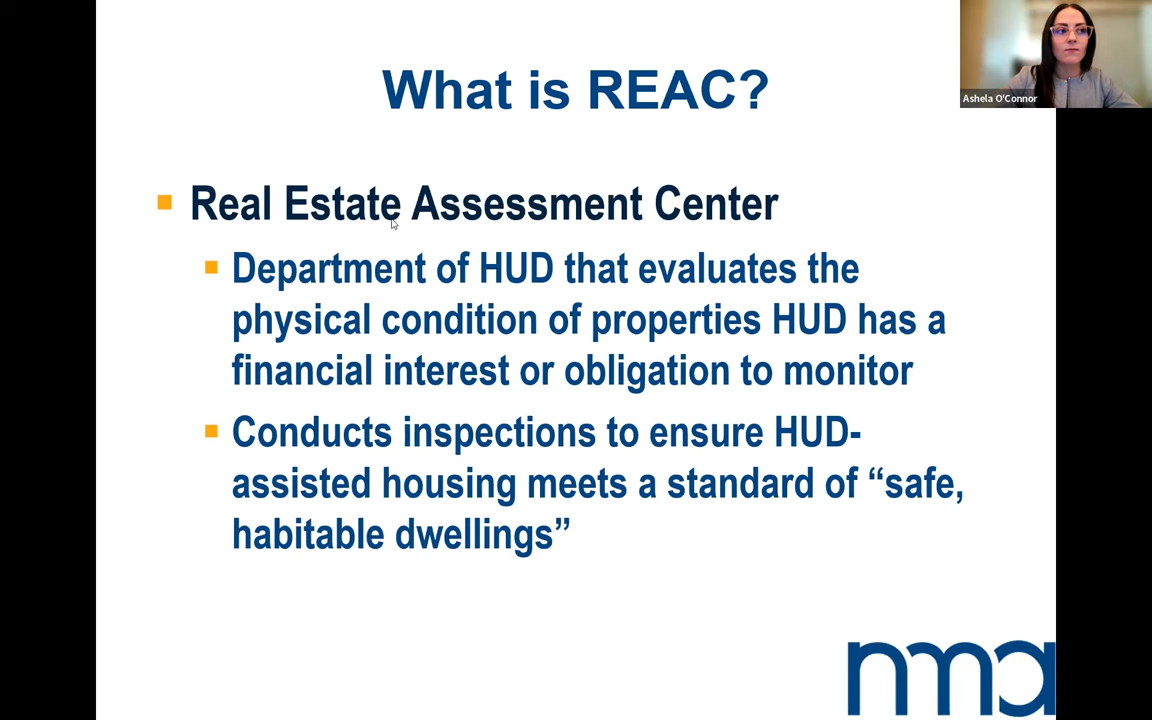 What is REAC?
Ashela O'Connor
Real Estate Assessment Center
Department of HUD that evaluates the
physical condition of properties HUD has a
financial interest or obligation to monitor
Conducts inspections to ensure HUD-
assisted housing meets a standard of “safe,
habitable dwellings”
nma